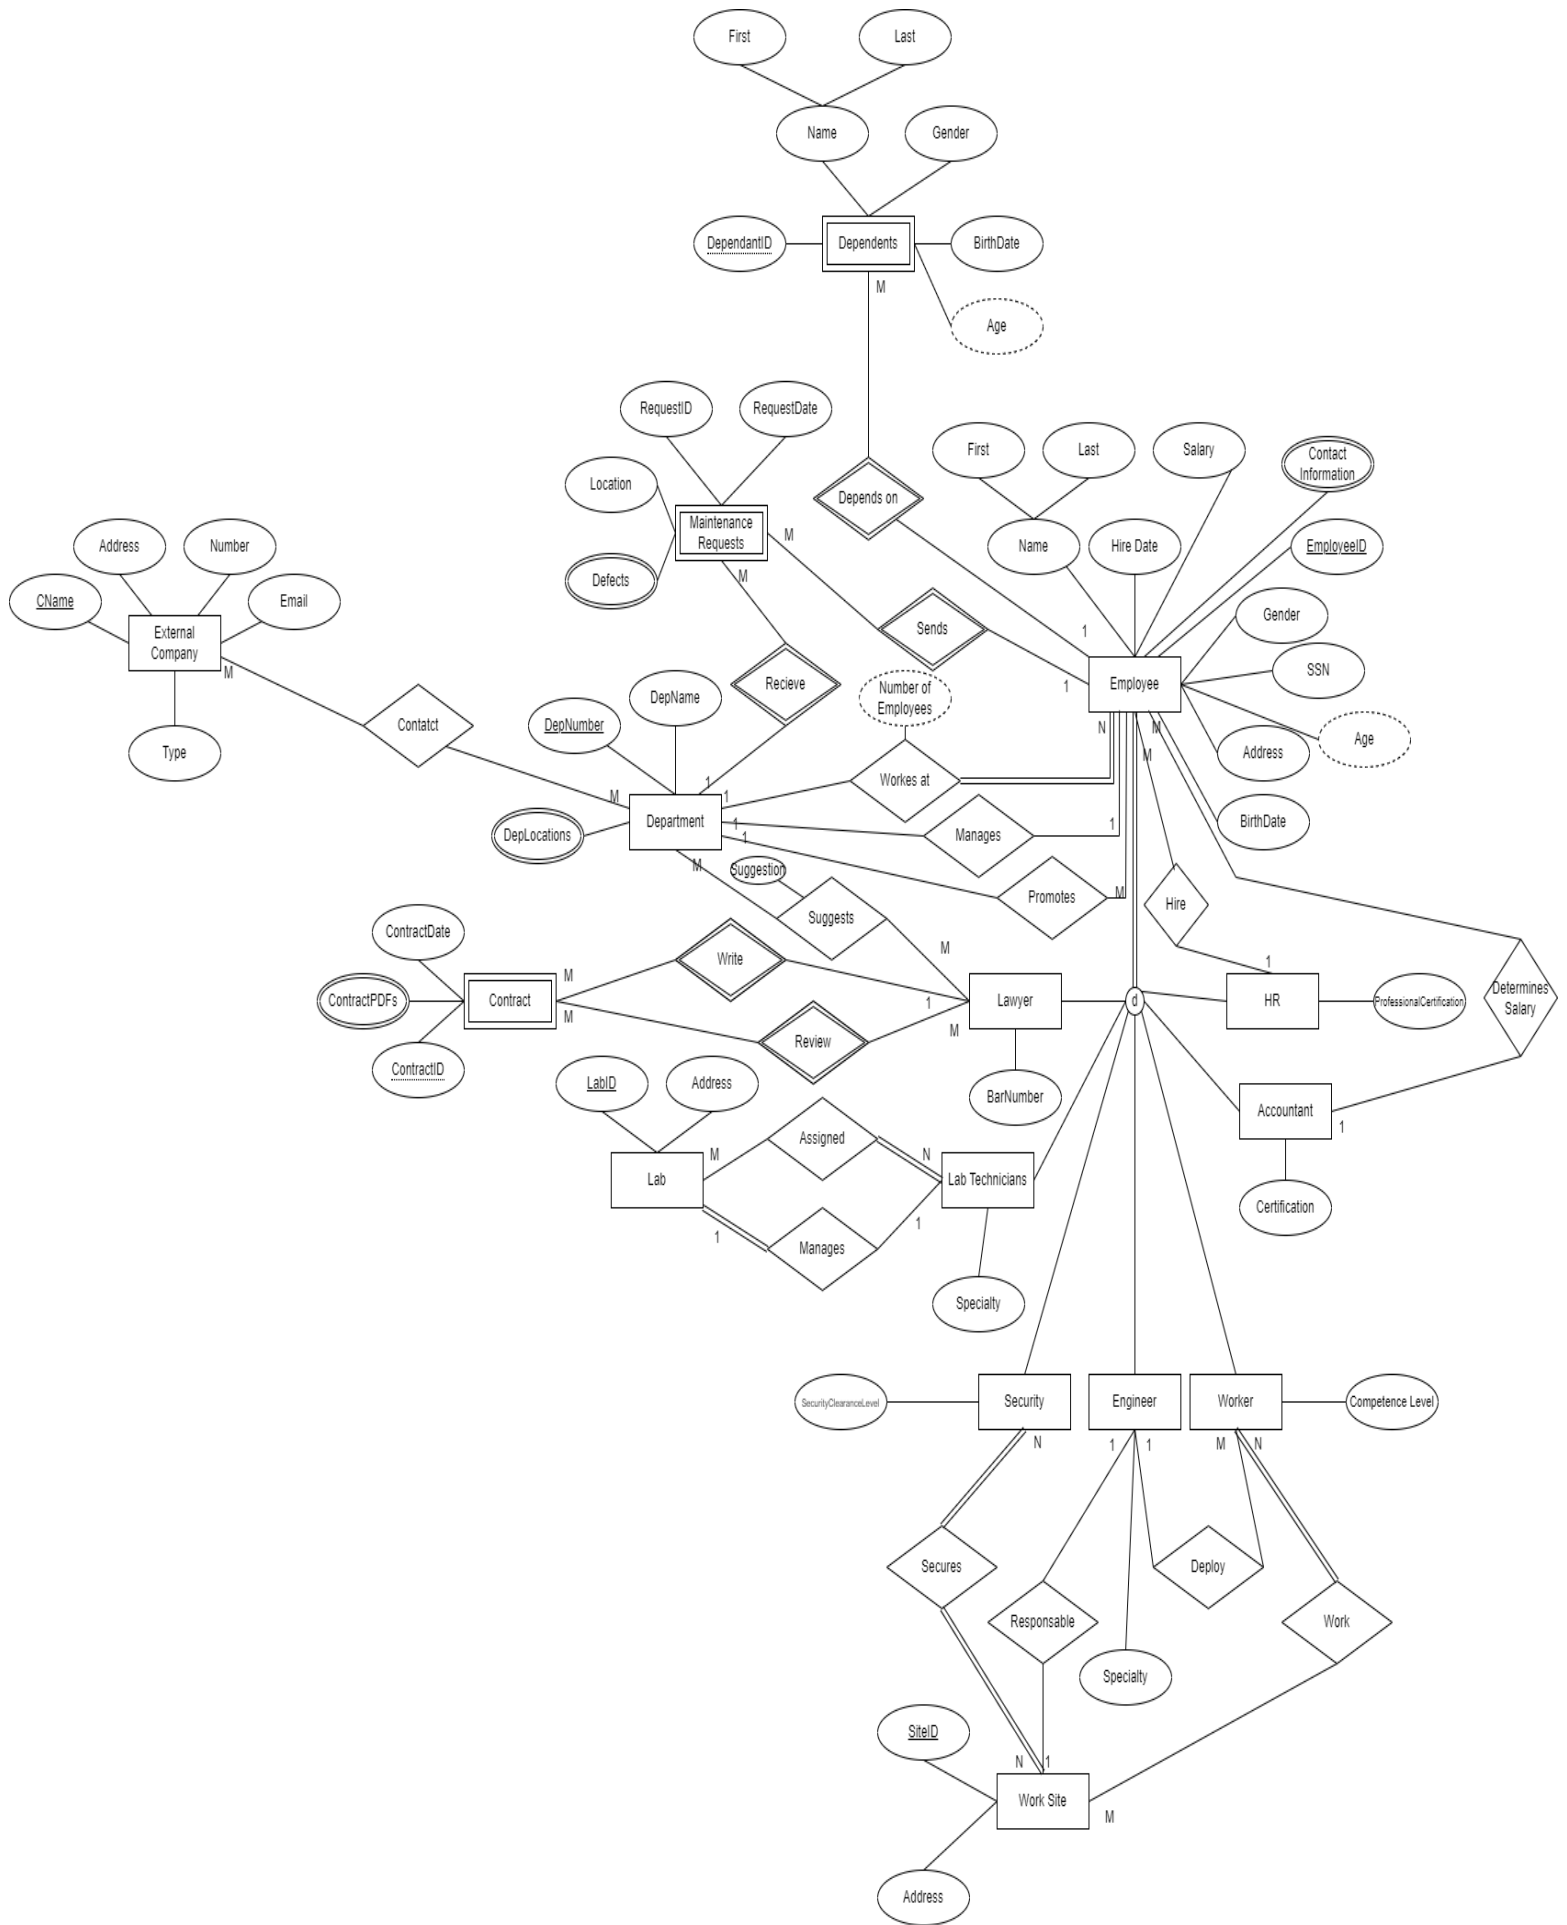 First
Last
Name
Gender
DependantID
Dependents
BirthDate
M
Age
RequestID
RequestDate
First
Last
Salary
Contact
Information
Location
Depends on
Maintenance
Requests
M
Address
Number
Name
Hire Date
EmployeeID
Defects
M
CName
Email
External
Company
Gender
Sends
1
M
SSN
Employee
1
Recieve
Number of
Employees
DepName
DepNumber
Contatct
N
M
Age
Type
M
Address
Workes at
1
1
M
Department
DepLocations
1
1
Manages
1
BirthDate
M
Suggestion
Promotes
M
Hire
Suggests
ContractDate
M
Write
M
1
Determines
Salary
ContractPDFs
Contract
1
Lawyer
d
HR
ProfessionalCertification
M
M
Review
ContractID
LabID
Address
BarNumber
Accountant
1
Assigned
M
N
Lab
Lab Technicians
Certification
1
1
Manages
Specialty
SecurityClearanceLevel
Security
Engineer
Worker
Competence Level
N
1
1
M
N
Secures
Deploy
Responsable
Work
Specialty
SiteID
N
1
Work Site
M
Address